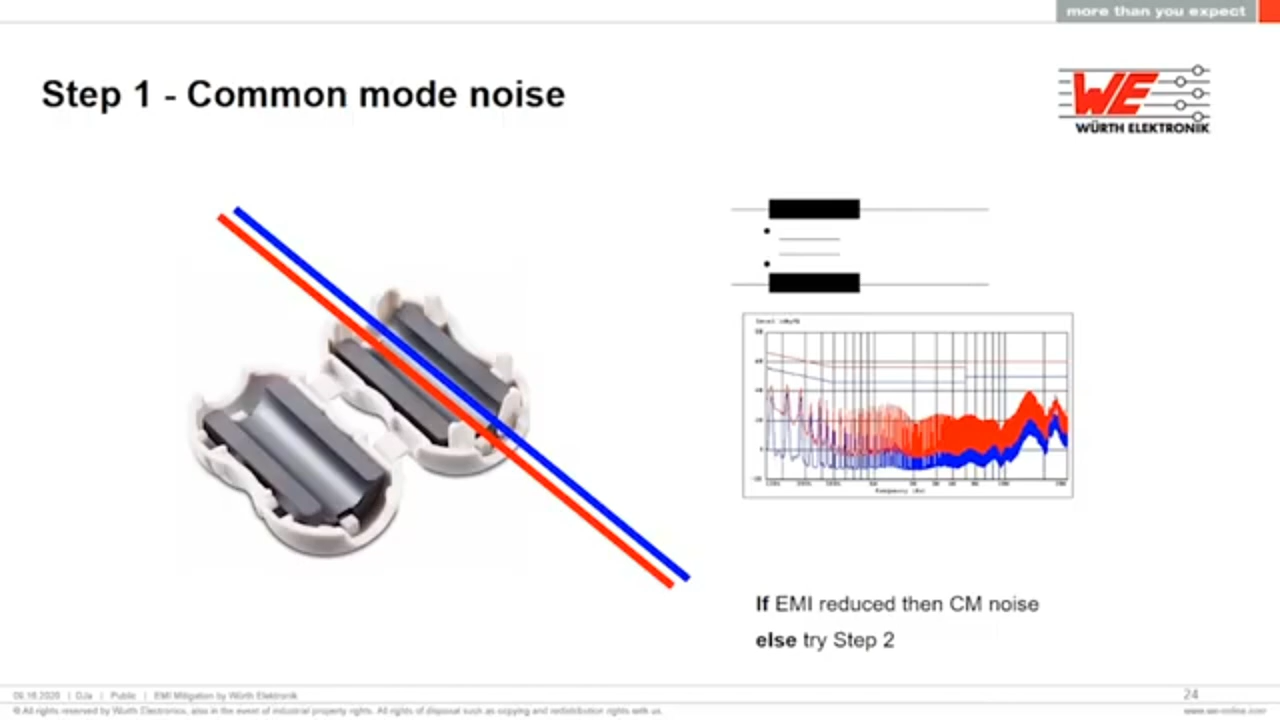 more than you expect
Step 1 - Common mode noise
WE
WÜRTH ELEKTRONIK
If EMI reduced then CM noise
else try Step 2
09.16.2020 | DJa | Public | EMI Mitigation by Würth Elektronik
24
© All rights reserved by Wurth Electronics, also in the event of industrial property rights. All rights of disposal such as copying and redistribution rights with us.
www.we-online.com